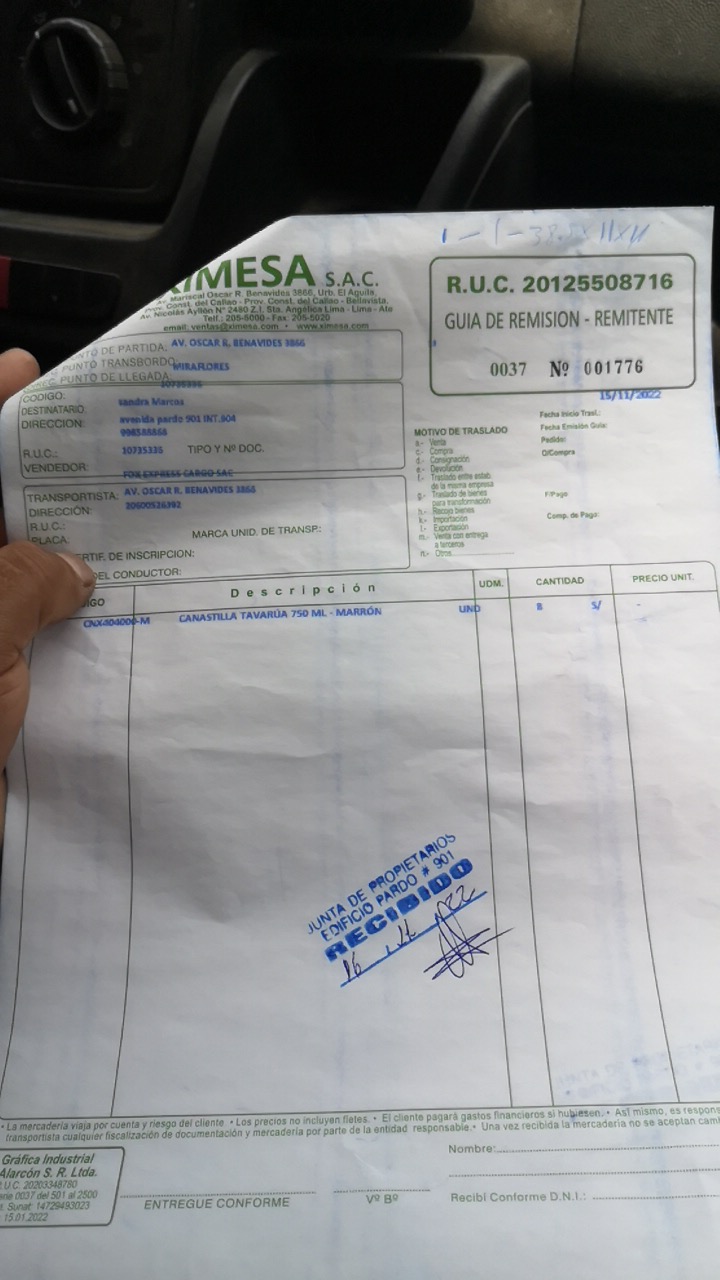 XIMESA S.A.C.
Av. Mariscal Oscar R. Benavides 3866, Urb. El Aguila,
Prov. Const. del Callao - Prov. Const. del Callao - Bellavista.
Av. Nicolás Ayllón N° 2480 Z.I. Sta. Angélica Lima - Lima - Ate
Telf.: 205-5000 - Fax: 205-5020
email: ventas@ximesa.com • www.ximesa.com
R.U.C. 20125508716
GUIA DE REMISION - REMITENTE
0037 Nº 001776
15/11/2022
PUNTO DE PARTIDA: AV. OSCAR R. BENAVIDES 3866
PUNTO TRANSBORDO:
MIRAFLORES
PUNTO DE LLEGADA:
10735335
CODIGO:
DESTINATARIO: Sandra Marcos
DIRECCION: avenida pardo 901 INT.804
998388868
R.U.C.: 10735335 TIPO Y Nº DOC.
VENDEDOR:
FOX EXPRESS CARGO SAC
TRANSPORTISTA: AV. OSCAR R. BENAVIDES 3866
DIRECCIÓN: 20600526392
R.U.C.:
PLACA: MARCA UNID. DE TRANSP.:
CERTIF. DE INSCRIPCION:
DEL CONDUCTOR:
MOTIVO DE TRASLADO
a.- Venta
c.- Compra
d.- Consignación
e.- Devolución
f.- Traslado entre estab.
de la misma empresa
g.- Traslado de bienes
para transformación
h.- Recojo bienes
k.- Importación
l.- Exportación
m.- Venta con entrega
a terceros
n.- Otros
Fecha Inicio Trasl.:
Fecha Emisión Guía:
Pedido:
O/Compra
F/Pago
Comp. de Pago:
Descripción UDM. CANTIDAD PRECIO UNIT.
CNX404000-M CANASTILLA TAVARÚA 750 ML - MARRÓN UND 8 S/ -
JUNTA DE PROPIETARIOS
EDIFICIO PARDO # 901
RECIBIDO
• La mercadería viaja por cuenta y riesgo del cliente. • Los precios no incluyen fletes. • El cliente pagará gastos financieros si hubiesen. • Así mismo, es respons
transportista cualquier fiscalización de documentación y mercadería por parte de la entidad responsable. • Una vez recibida la mercadería no se aceptan cam
Gráfica Industrial
Alarcón S. R. Ltda.
R.U.C. 20203348780
Serie 0037 del 501 al 2500
Sunat: 14729493023
15.01.2022
ENTREGUE CONFORME
Vº Bº
Nombre:
Recibí Conforme D.N.I.: